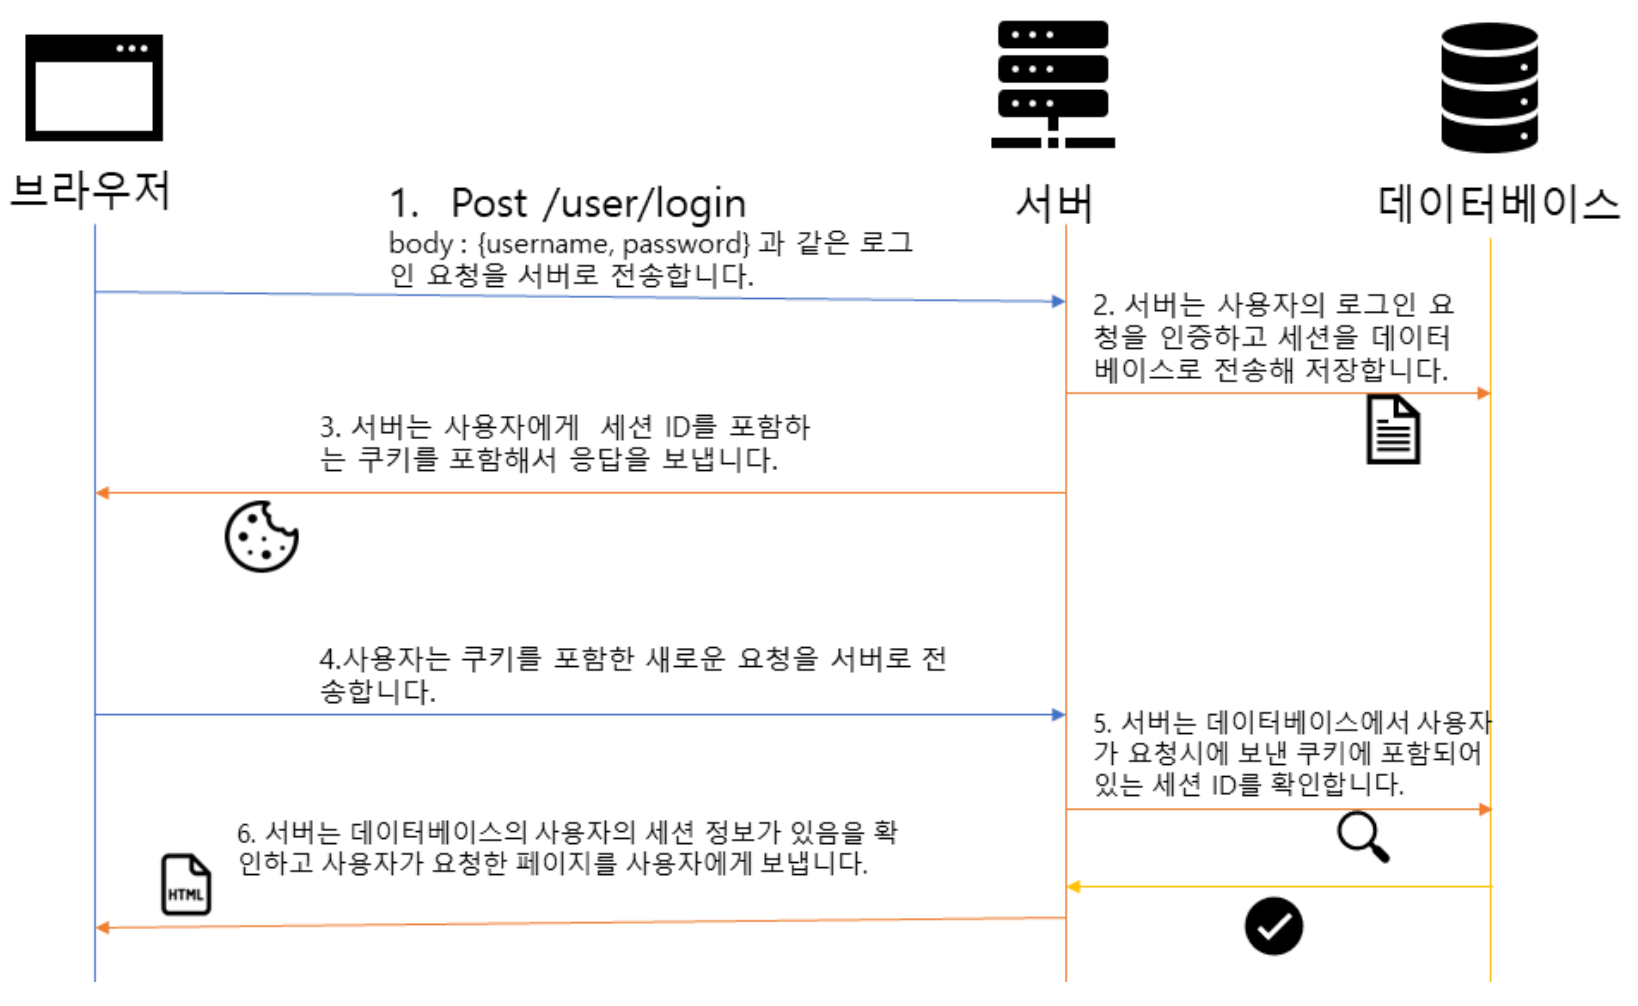 브라우저
서버
데이터베이스
1. Post /user/login
body : {username, password} 과 같은 로그
인 요청을 서버로 전송합니다.
2. 서버는 사용자의 로그인 요
청을 인증하고 세션을 데이터
베이스로 전송해 저장합니다.
3. 서버는 사용자에게 세션 ID를 포함하
는 쿠키를 포함해서 응답을 보냅니다.
4.사용자는 쿠키를 포함한 새로운 요청을 서버로 전
송합니다.
5. 서버는 데이터베이스에서 사용자
가 요청시에 보낸 쿠키에 포함되어
있는 세션 ID를 확인합니다.
6. 서버는 데이터베이스의 사용자의 세션 정보가 있음을 확
인하고 사용자가 요청한 페이지를 사용자에게 보냅니다.
HTML